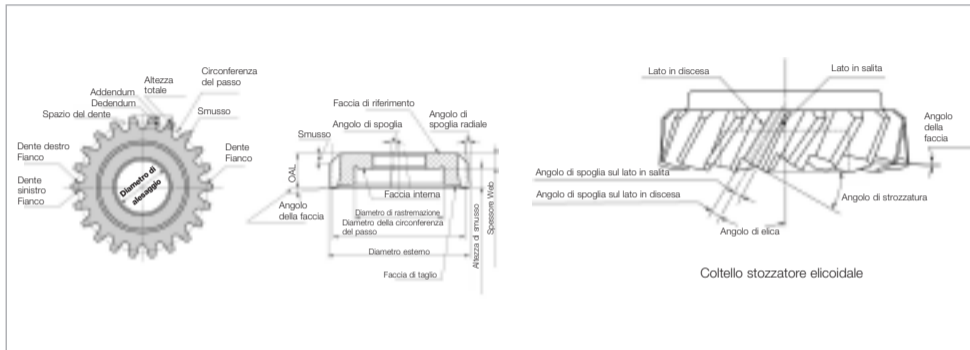 Altezza
totale
Circonferenza
del passo
Addendum
Dedendum
Spazio del dente
Smusso
Dente destro
Fianco
Dente
Fianco
Dente
sinistro
Fianco
Diametro di
alesaggio
Faccia di riferimento
Angolo di spoglia
Angolo di
spoglia radiale
Smusso
OAL
Faccia interna
Angolo
della faccia
Diametro di rastremazione
Diametro della circonferenza
del passo
Diametro esterno
Faccia di taglio
Altezza di smusso
Spessore Web
Lato in discesa
Lato in salita
Angolo
della
faccia
Angolo di spoglia sul lato in salita
Angolo di spoglia sul lato in discesa
Angolo di strozzatura
Angolo di elica
Coltello stozzatore elicoidale